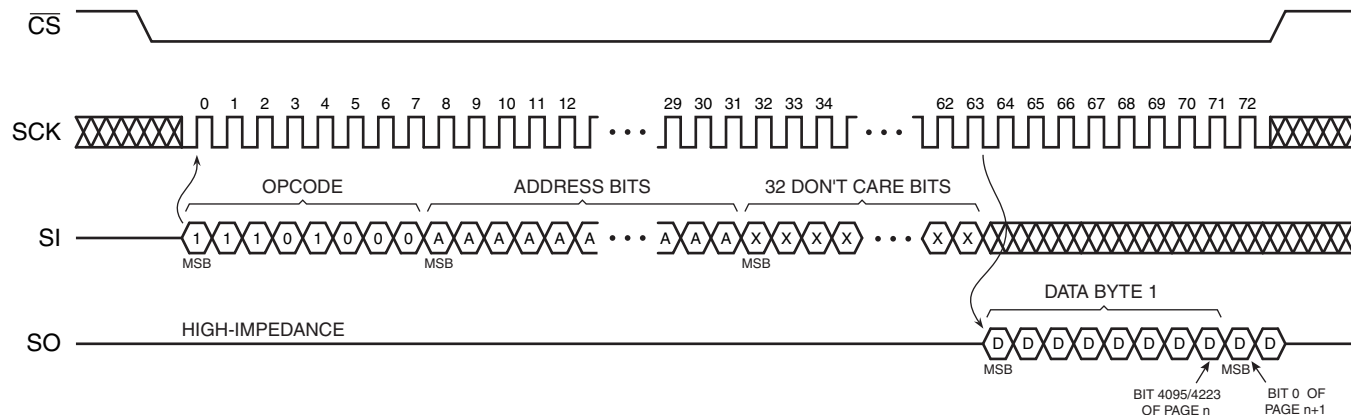 CS
0 1 2 3 4 5 6 7 8 9 10 11 12 29 30 31 32 33 34 62 63 64 65 66 67 68 69 70 71 72
SCK
OPCODE ADDRESS BITS 32 DON'T CARE BITS
SI 1 1 1 0 1 0 0 0 A A A A A A A A A X X X X X X
MSB MSB MSB
DATA BYTE 1
HIGH-IMPEDANCE
SO D D D D D D D D D D
MSB MSB
BIT 4095/4223 BIT 0 OF
OF PAGE n PAGE n+1